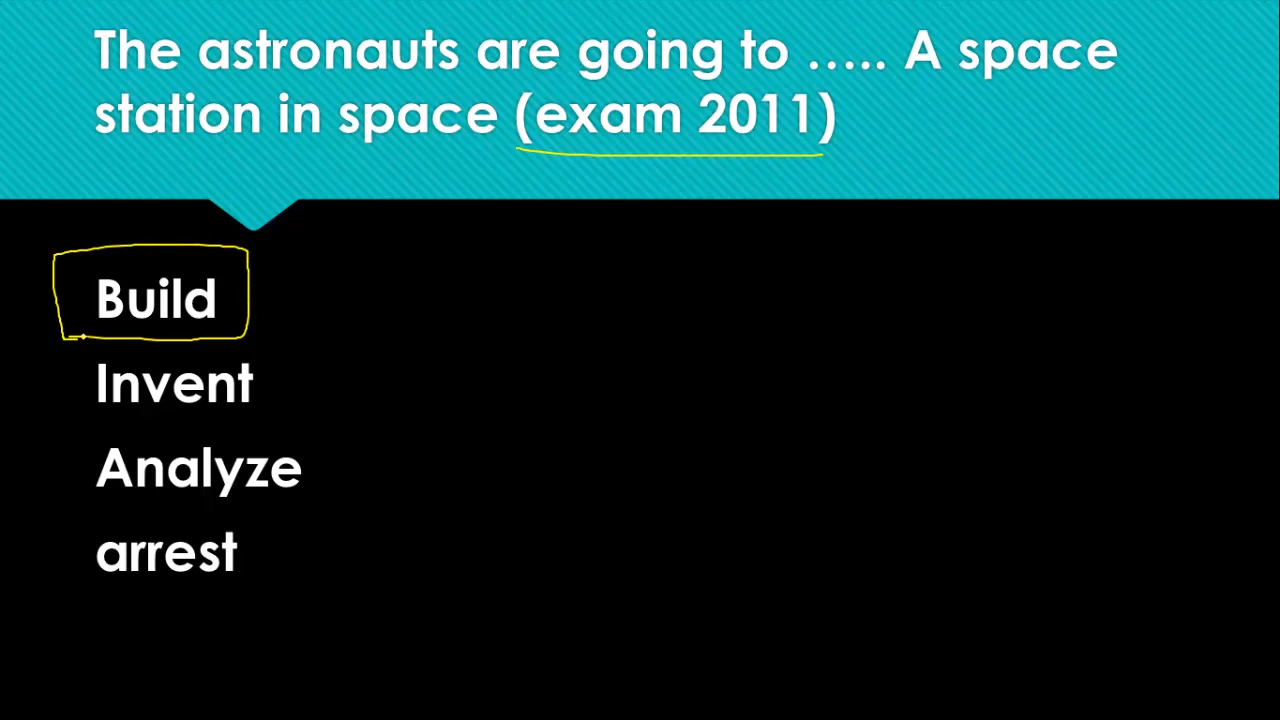 The astronauts are going to ..... A space
station in space (exam 2011)
Build
Invent
Analyze
arrest